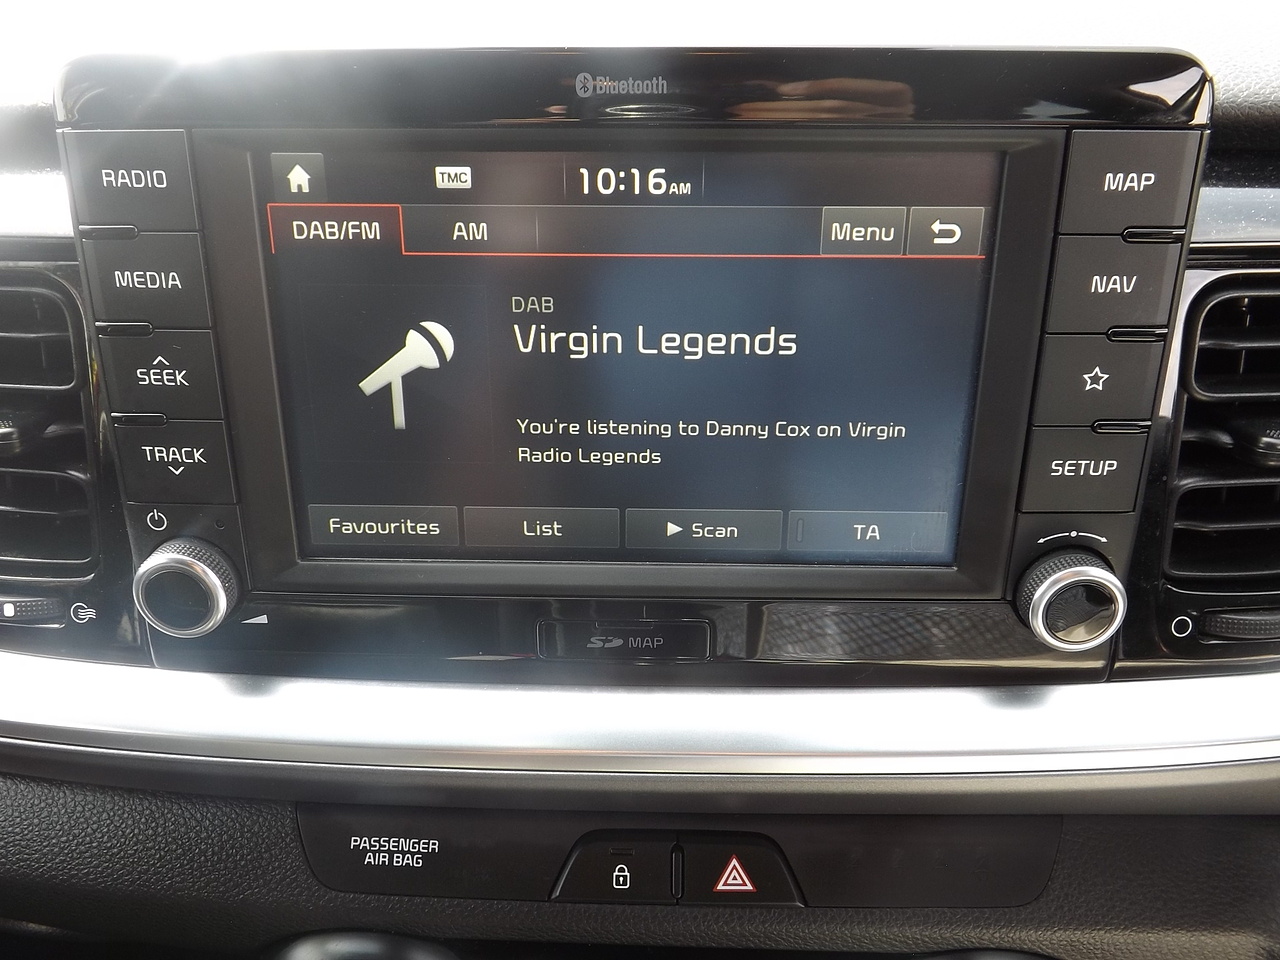 Bluetooth
RADIO
MEDIA
SEEK
TRACK
TMC
10:16AM
DAB/FM
AM
Menu
DAB
Virgin Legends
You're listening to Danny Cox on Virgin
Radio Legends
Favourites
List
Scan
TA
MAP
NAV
SETUP
SD MAP
PASSENGER
AIR BAG